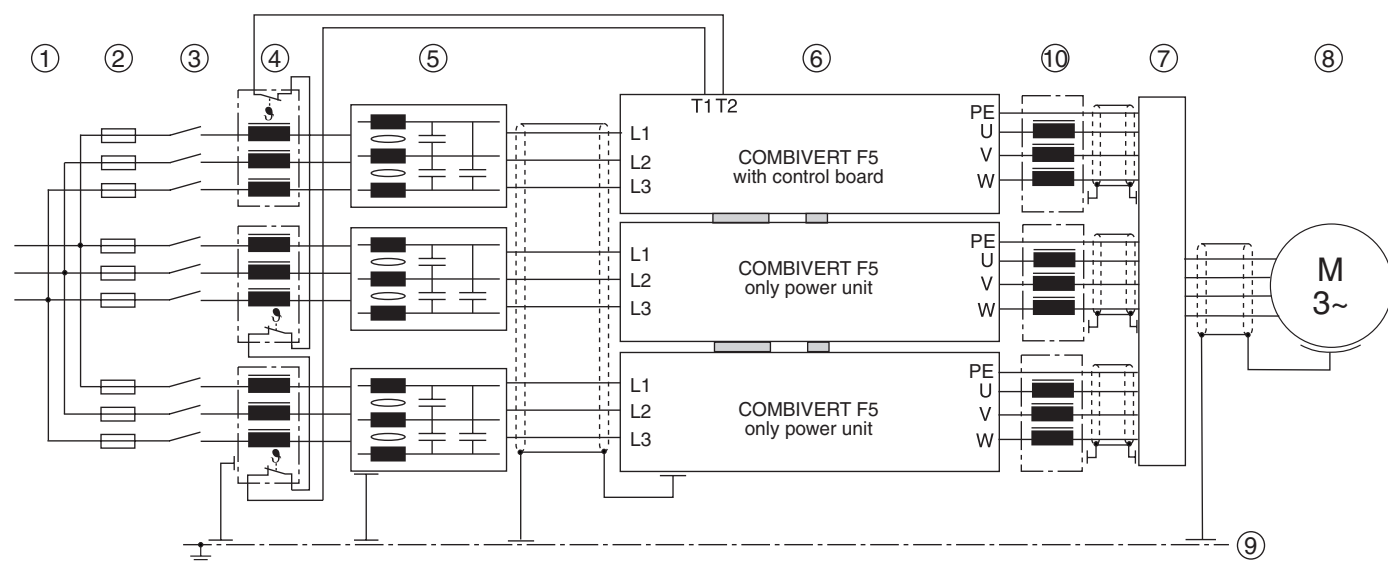 ① ② ③ ④ ⑤ ⑥ ⑩ ⑦ ⑧
T1 T2
L1
L2
L3
COMBIVERT F5
with control board
PE
U
V
W
L1
L2
L3
COMBIVERT F5
only power unit
PE
U
V
W
L1
L2
L3
COMBIVERT F5
only power unit
PE
U
V
W
M
3~
⑨